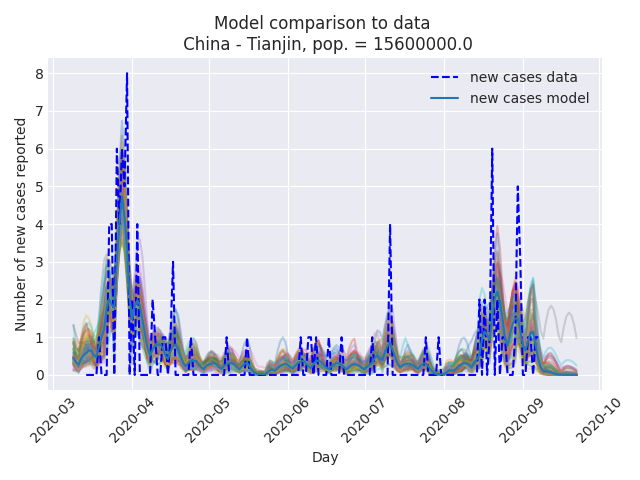 Model comparison to data
China - Tianjin, pop. = 15600000.0
new cases data
new cases model
Number of new cases reported
8
7
6
5
4
3
2
1
0
2020-03
2020-04
2020-05
2020-06
2020-07
2020-08
2020-09
2020-10
Day